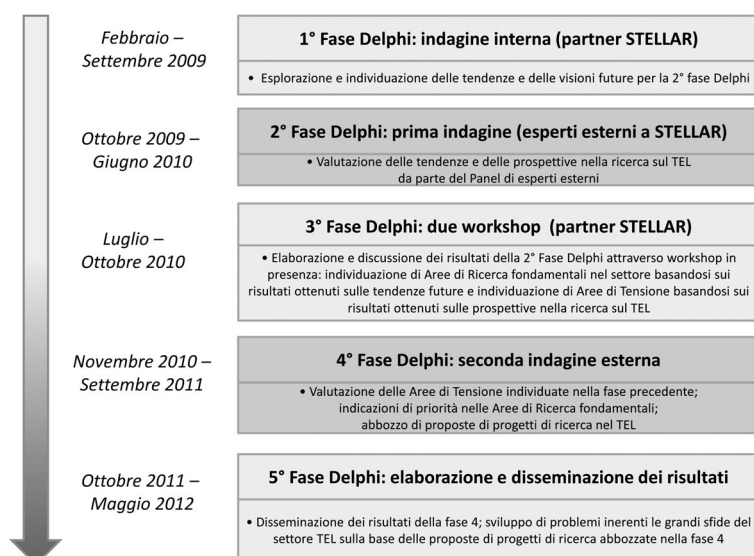 Febbraio –
Settembre 2009
1° Fase Delphi: indagine interna (partner STELLAR)
• Esplorazione e individuazione delle tendenze e delle visioni future per la 2° fase Delphi
Ottobre 2009 –
Giugno 2010
2° Fase Delphi: prima indagine (esperti esterni a STELLAR)
• Valutazione delle tendenze e delle prospettive nella ricerca sul TEL
da parte del Panel di esperti esterni
Luglio –
Ottobre 2010
3° Fase Delphi: due workshop (partner STELLAR)
• Elaborazione e discussione dei risultati della 2° Fase Delphi attraverso workshop in
presenza: individuazione di Aree di Ricerca fondamentali nel settore basandosi sui
risultati ottenuti sulle tendenze future e individuazione di Aree di Tensione basandosi sui
risultati ottenuti sulle prospettive nella ricerca sul TEL
Novembre 2010 –
Settembre 2011
4° Fase Delphi: seconda indagine esterna
• Valutazione delle Aree di Tensione individuate nella fase precedente;
indicazioni di priorità nelle Aree di Ricerca fondamentali;
abbozzo di proposte di progetti di ricerca nel TEL
Ottobre 2011 –
Maggio 2012
5° Fase Delphi: elaborazione e disseminazione dei risultati
• Disseminazione dei risultati della fase 4; sviluppo di problemi inerenti le grandi sfide del
settore TEL sulla base delle proposte di progetti di ricerca abbozzate nella fase 4